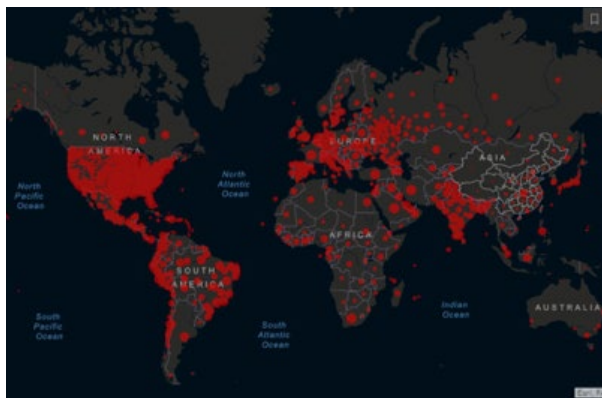 NORTH
AMERICA
EUROPE
ASIA
North
Pacific
Ocean
North
Atlantic
Ocean
AFRICA
SOUTH
AMERICA
Indian
Ocean
AUSTRALIA
South
Pacific
Ocean
South
Atlantic
Ocean